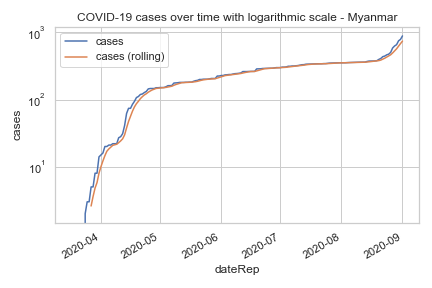 COVID-19 cases over time with logarithmic scale - Myanmar
cases
cases (rolling)
10³
10²
10¹
cases
2020-04
2020-05
2020-06
2020-07
2020-08
2020-09
dateRep